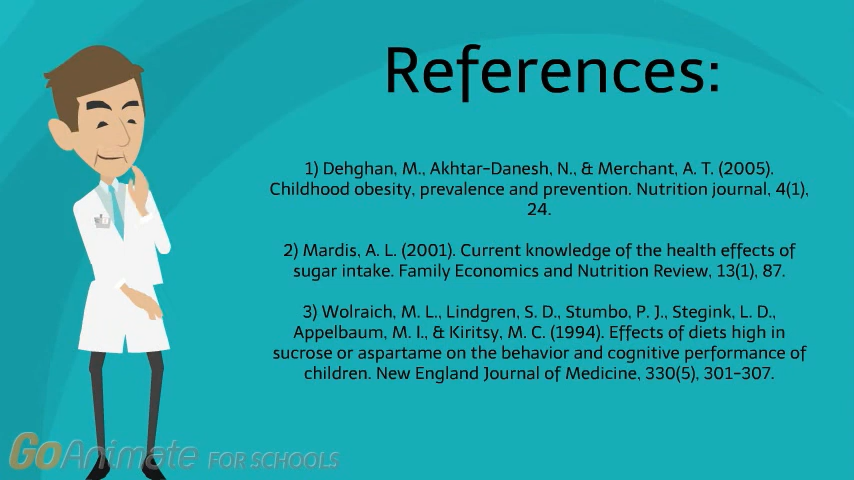 References:
1) Dehghan, M., Akhtar-Danesh, N., & Merchant, A. T. (2005).
Childhood obesity, prevalence and prevention. Nutrition journal, 4(1),
24.
2) Mardis, A. L. (2001). Current knowledge of the health effects of
sugar intake. Family Economics and Nutrition Review, 13(1), 87.
3) Wolraich, M. L., Lindgren, S. D., Stumbo, P. J., Stegink, L. D.,
Appelbaum, M. I., & Kiritsy, M. C. (1994). Effects of diets high in
sucrose or aspartame on the behavior and cognitive performance of
children. New England Journal of Medicine, 330(5), 301-307.
GoAnimate FOR SCHOOLS